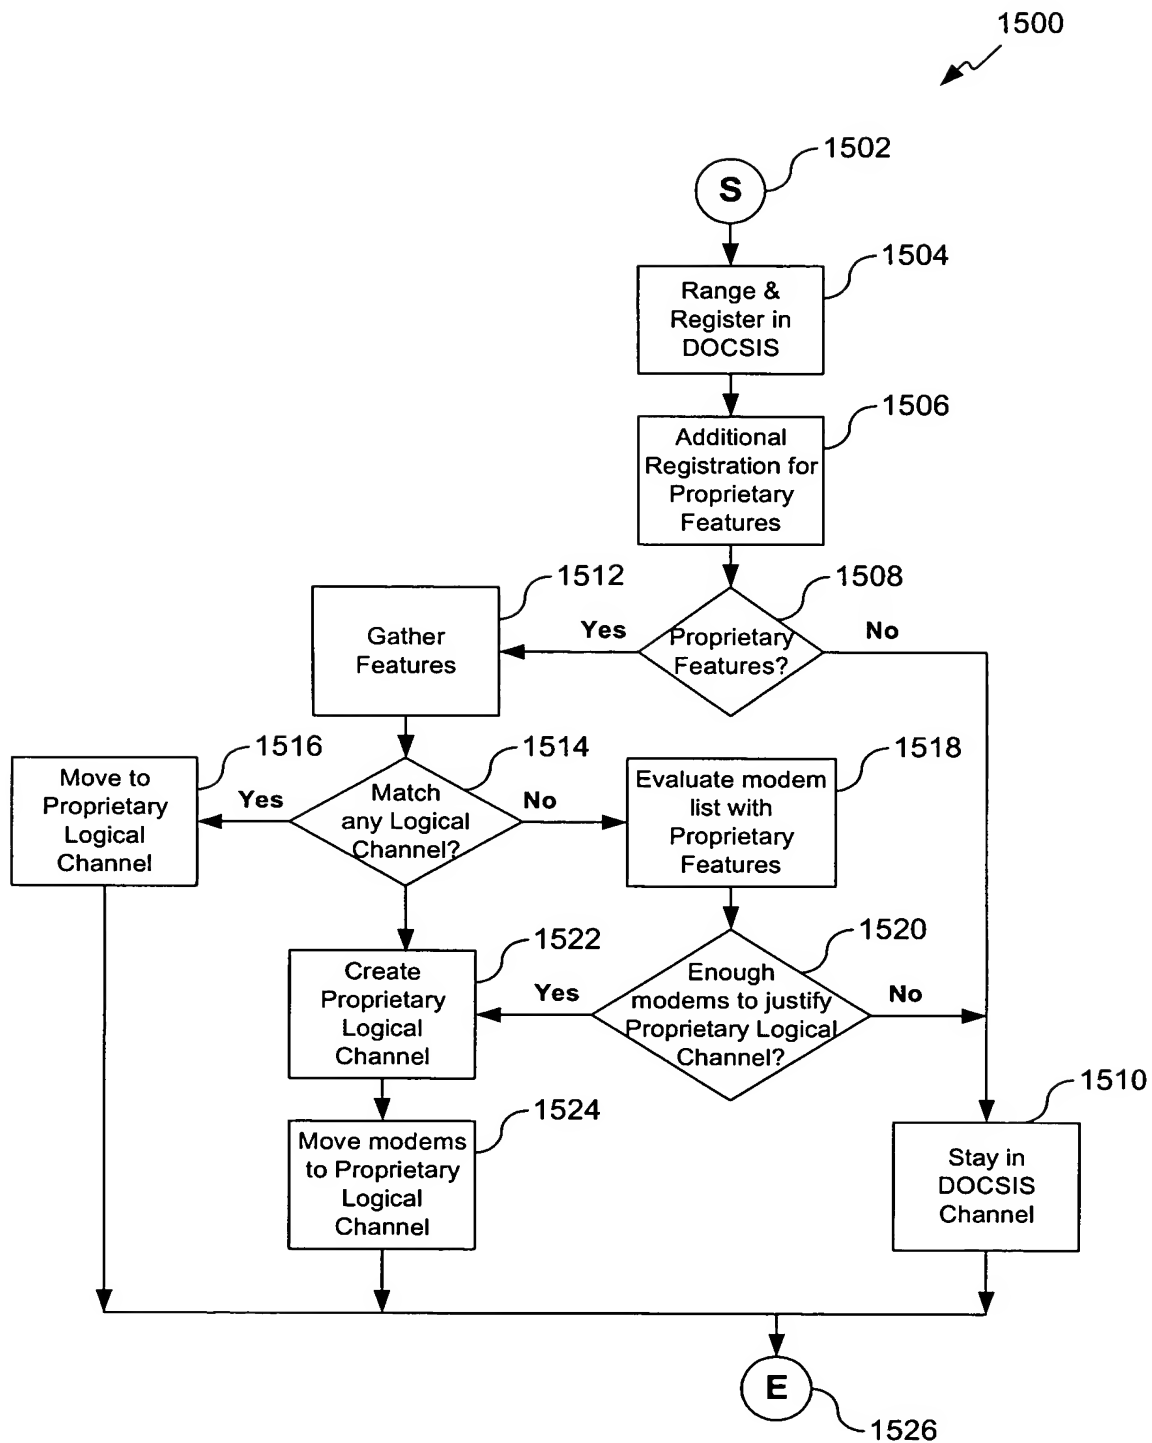 1500
1502
S
1504
Range &
Register in
DOCSIS
1506
Additional
Registration for
Proprietary
Features
1508
Proprietary
Features?
Yes
No
1512
Gather
Features
1514
Match
any Logical
Channel?
Yes
No
1516
Move to
Proprietary
Logical
Channel
1518
Evaluate modem
list with
Proprietary
Features
1520
Enough
modems to justify
Proprietary Logical
Channel?
Yes
No
1522
Create
Proprietary
Logical
Channel
1524
Move modems
to Proprietary
Logical
Channel
1510
Stay in
DOCSIS
Channel
E
1526